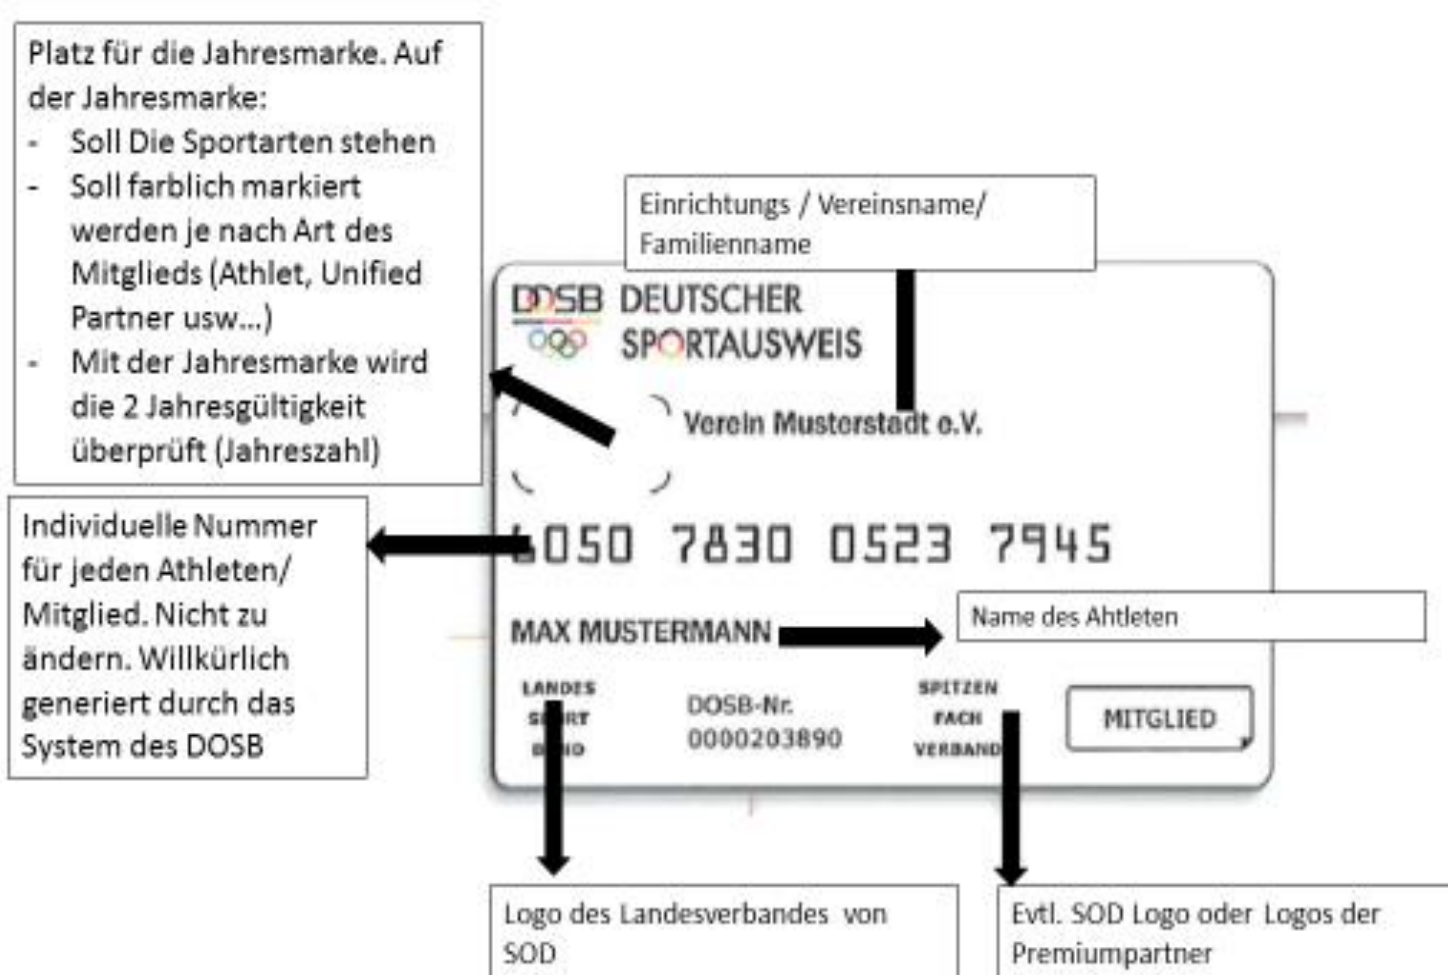 Platz für die Jahresmarke. Auf
der Jahresmarke:
- Soll Die Sportarten stehen
- Soll farblich markiert
werden je nach Art des
Mitglieds (Athlet, Unified
Partner usw...)
- Mit der Jahresmarke wird
die 2 Jahresgültigkeit
überprüft (Jahreszahl)
Einrichtungs / Vereinsname/
Familienname
DOSB DEUTSCHER
SPORTAUSWEIS
Verein Musterstadt e.V.
Individuelle Nummer
für jeden Athleten/
Mitglied. Nicht zu
ändern. Willkürlich
generiert durch das
System des DOSB
6050 7830 0523 7945
MAX MUSTERMANN
Name des Ahtleten
LANDES
SPORT
BUND
DOSB-Nr.
0000203890
SPITZEN
FACH
VERBAND
MITGLIED
Logo des Landesverbandes von
SOD
Evtl. SOD Logo oder Logos der
Premiumpartner